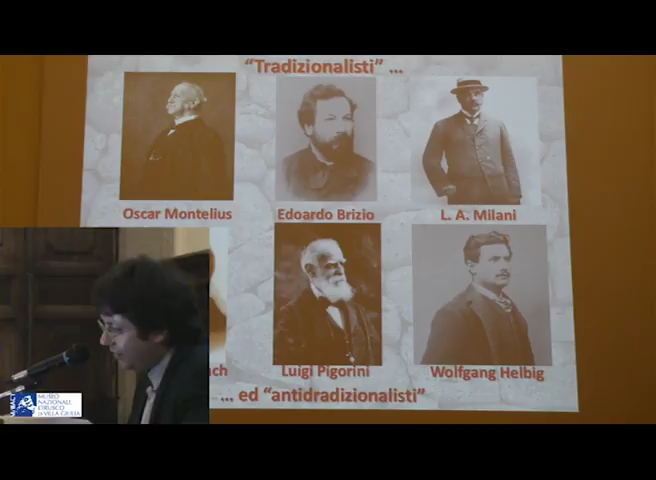 “Tradizionalisti” ...
Oscar Montelius
Edoardo Brizio
L. A. Milani
ach
Luigi Pigorini
Wolfgang Helbig
... ed “antidradizionalisti”
MUSEO
NAZIONALE
ETRUSCO
DI VILLA GIULIA